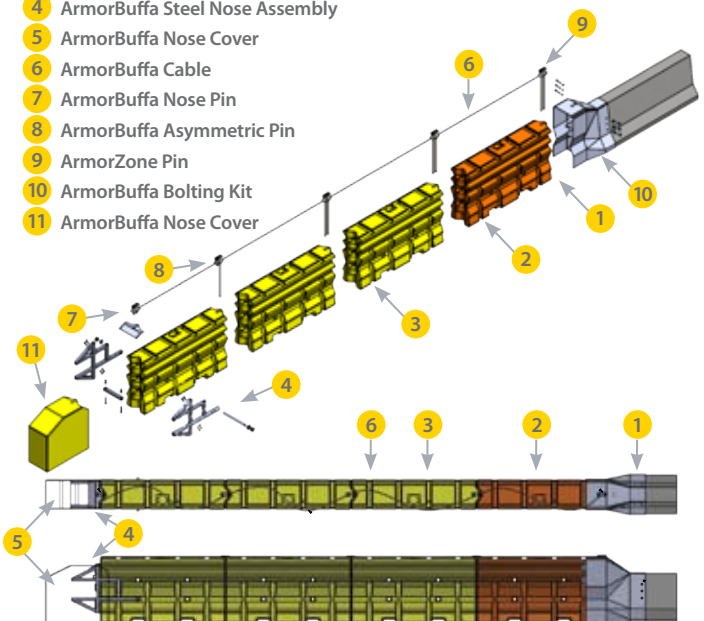 4 ArmorBuffa Steel Nose Assembly
5 ArmorBuffa Nose Cover
6 ArmorBuffa Cable
7 ArmorBuffa Nose Pin
8 ArmorBuffa Asymmetric Pin
9 ArmorZone Pin
10 ArmorBuffa Bolting Kit
11 ArmorBuffa Nose Cover
9
6
10
1
2
8
3
7
11
4
6
3
2
1
4
5